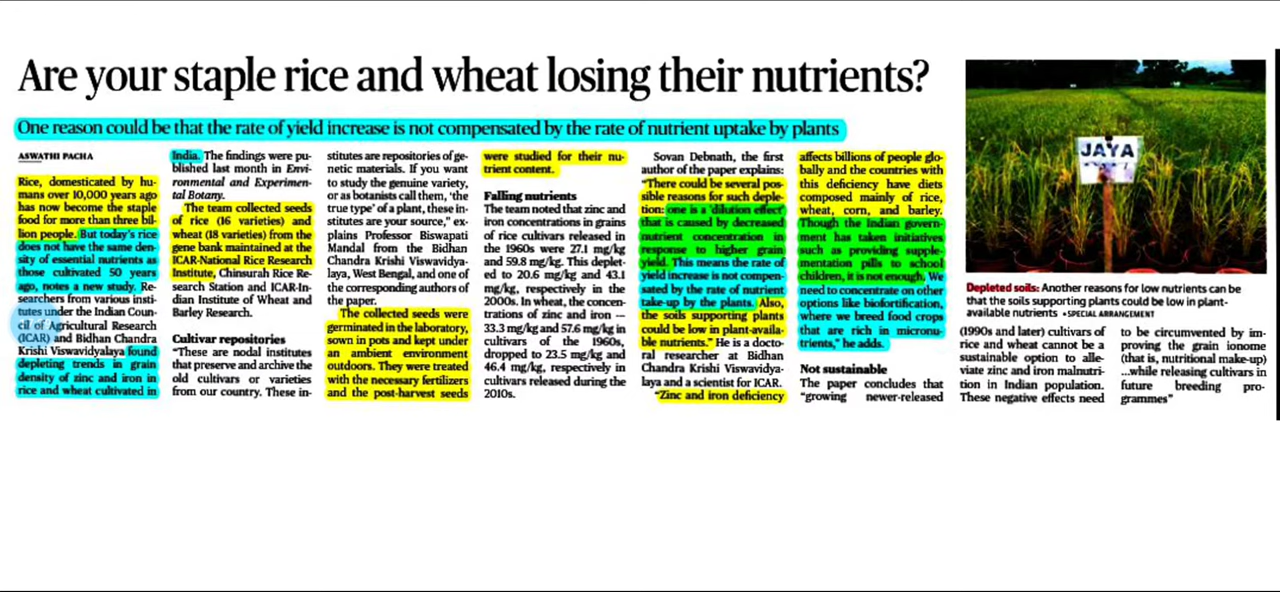 Are your staple rice and wheat losing their nutrients?
One reason could be that the rate of yield increase is not compensated by the rate of nutrient uptake by plants
ASWATHI PACHA
Rice, domesticated by hu-
mans over 10,000 years ago
has now become the staple
food for more than three bil-
lion people. But today's rice
does not have the same den-
sity of essential nutrients as
those cultivated 50 years
ago, notes a new study. Re-
searchers from various insti-
tutes under the Indian Coun-
cil of Agricultural Research
(ICAR) and Bidhan Chandra
Krishi Viswavidyalaya found
depleting trends in grain
density of zinc and iron in
rice and wheat cultivated in
India. The findings were pu-
blished last month in Envi-
ronmental and Experimen-
tal Botany.
The team collected seeds
of rice (16 varieties) and
wheat (18 varieties) from the
gene bank maintained at the
ICAR-National Rice Research
Institute, Chinsurah Rice Re-
search Station and ICAR-In-
dian Institute of Wheat and
Barley Research.
Cultivar repositories
"These are nodal institutes
that preserve and archive the
old cultivars or varieties
from our country. These in-
stitutes are repositories of ge-
netic materials. If you want
to study the genuine variety,
or as botanists call them, 'the
true type' of a plant, these in-
stitutes are your source," ex-
plains Professor Biswapati
Mandal from the Bidhan
Chandra Krishi Viswavidya-
laya, West Bengal, and one of
the corresponding authors of
the paper.
The collected seeds were
germinated in the laboratory,
sown in pots and kept under
an ambient environment
outdoors. They were treated
with the necessary fertilizers
and the post-harvest seeds
were studied for their nu-
trient content.
Falling nutrients
The team noted that zinc and
iron concentrations in grains
of rice cultivars released in
the 1960s were 27.1 mg/kg
and 59.8 mg/kg. This deplet-
ed to 20.6 mg/kg and 43.1
mg/kg, respectively in the
2000s. In wheat, the concen-
trations of zinc and iron —
33.3 mg/kg and 57.6 mg/kg in
cultivars of the 1960s,
dropped to 23.5 mg/kg and
46.4 mg/kg, respectively in
cultivars released during the
2010s.
Sovan Debnath, the first
author of the paper explains:
"There could be several pos-
sible reasons for such deple-
tion: one is a 'dilution effect'
that is caused by decreased
nutrient concentration in
response to higher grain
yield. This means the rate of
yield increase is not compen-
sated by the rate of nutrient
take-up by the plants. Also,
the soils supporting plants
could be low in plant-availa-
ble nutrients." He is a docto-
ral researcher at Bidhan
Chandra Krishi Viswavidya-
laya and a scientist for ICAR.
"Zinc and iron deficiency
affects billions of people glo-
bally and the countries with
this deficiency have diets
composed mainly of rice,
wheat, corn, and barley.
Though the Indian govern-
ment has taken initiatives
such as providing supple-
mentation pills to school
children, it is not enough. We
need to concentrate on other
options like biofortification,
where we breed food crops
that are rich in micronu-
trients," he adds.
Not sustainable
The paper concludes that
"growing newer-released
JAYA
Depleted soils: Another reasons for low nutrients can be
that the soils supporting plants could be low in plant-
available nutrients •SPECIAL ARRANGEMENT
(1990s and later) cultivars of
rice and wheat cannot be a
sustainable option to alle-
viate zinc and iron malnutri-
tion in Indian population.
These negative effects need
to be circumvented by im-
proving the grain ionome
(that is, nutritional make-up)
...while releasing cultivars in
future breeding pro-
grammes"